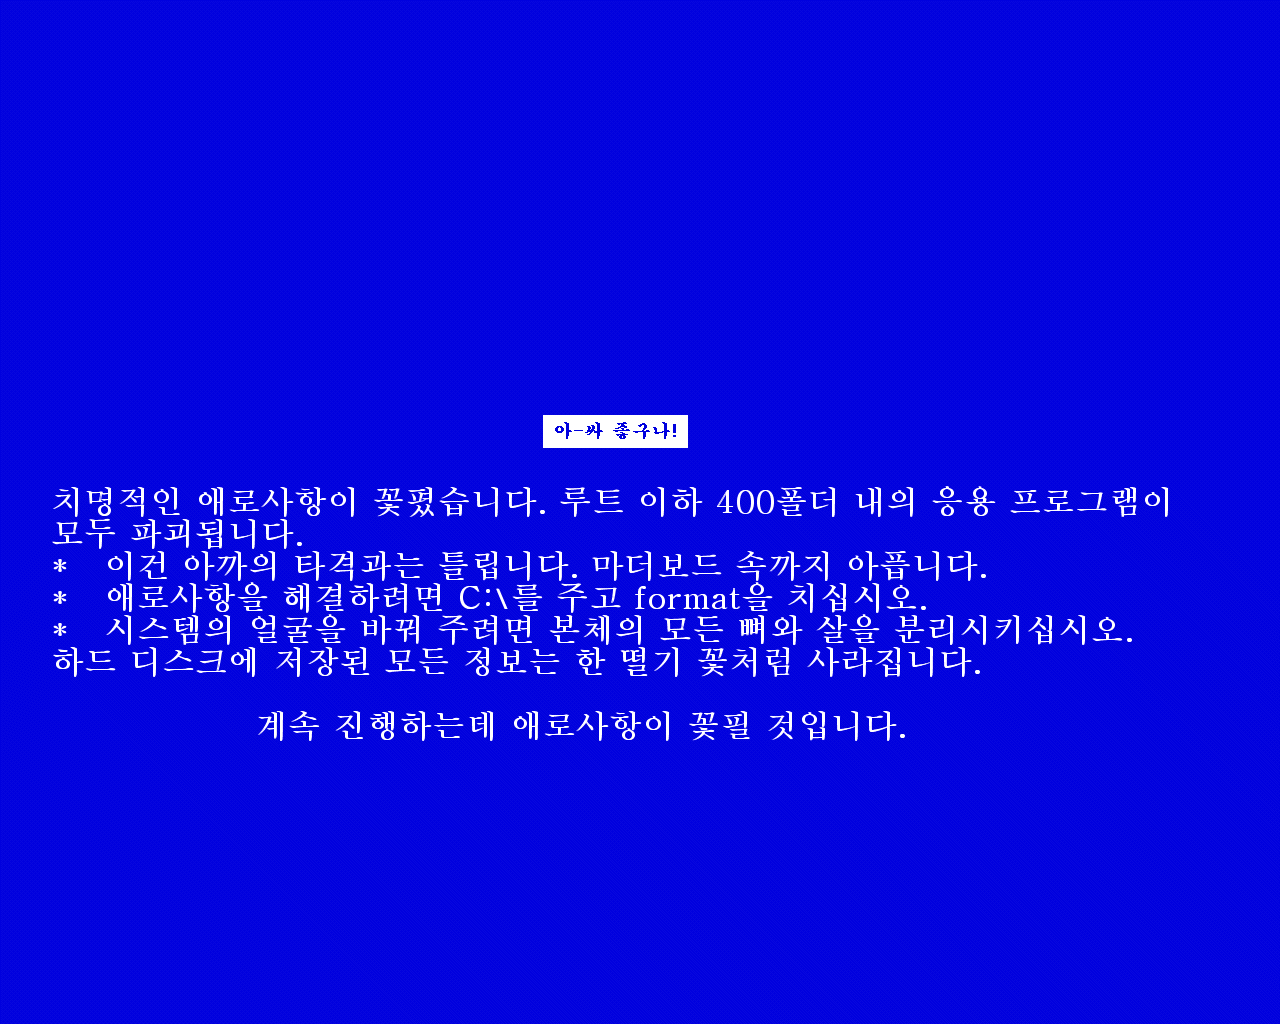 아-싸 좋구나!
치명적인 애로사항이 꽃폈습니다. 루트 이하 400폴더 내의 응용 프로그램이
모두 파괴됩니다.
* 이건 아까의 타격과는 틀립니다. 마더보드 속까지 아픕니다.
* 애로사항을 해결하려면 C:\를 주고 format을 치십시오.
* 시스템의 얼굴을 바꿔 주려면 본체의 모든 뼈와 살을 분리시키십시오.
하드 디스크에 저장된 모든 정보는 한 떨기 꽃처럼 사라집니다.
계속 진행하는데 애로사항이 꽃필 것입니다.